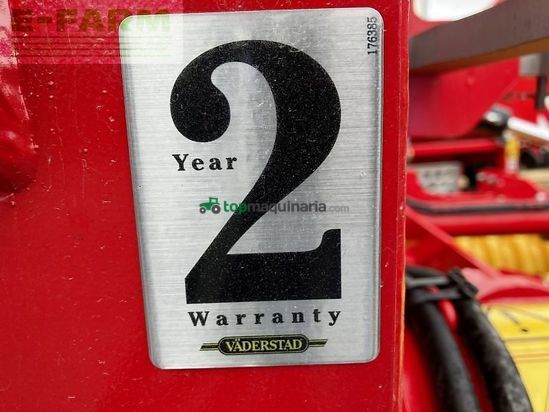 E-FARM
176385
2
Year
topmaquinaria.com
Warranty
VÄDERSTAD